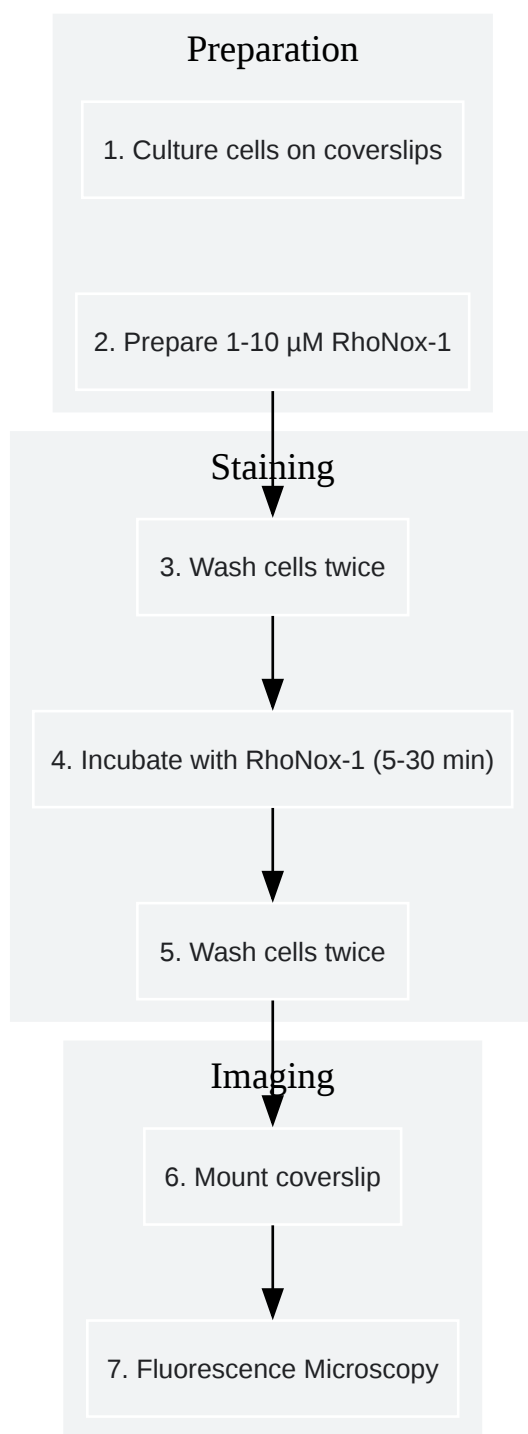 Preparation
1. Culture cells on coverslips
2. Prepare 1-10 µM RhoNox-1
Staining
3. Wash cells twice
4. Incubate with RhoNox-1 (5-30 min)
5. Wash cells twice
Imaging
6. Mount coverslip
7. Fluorescence Microscopy